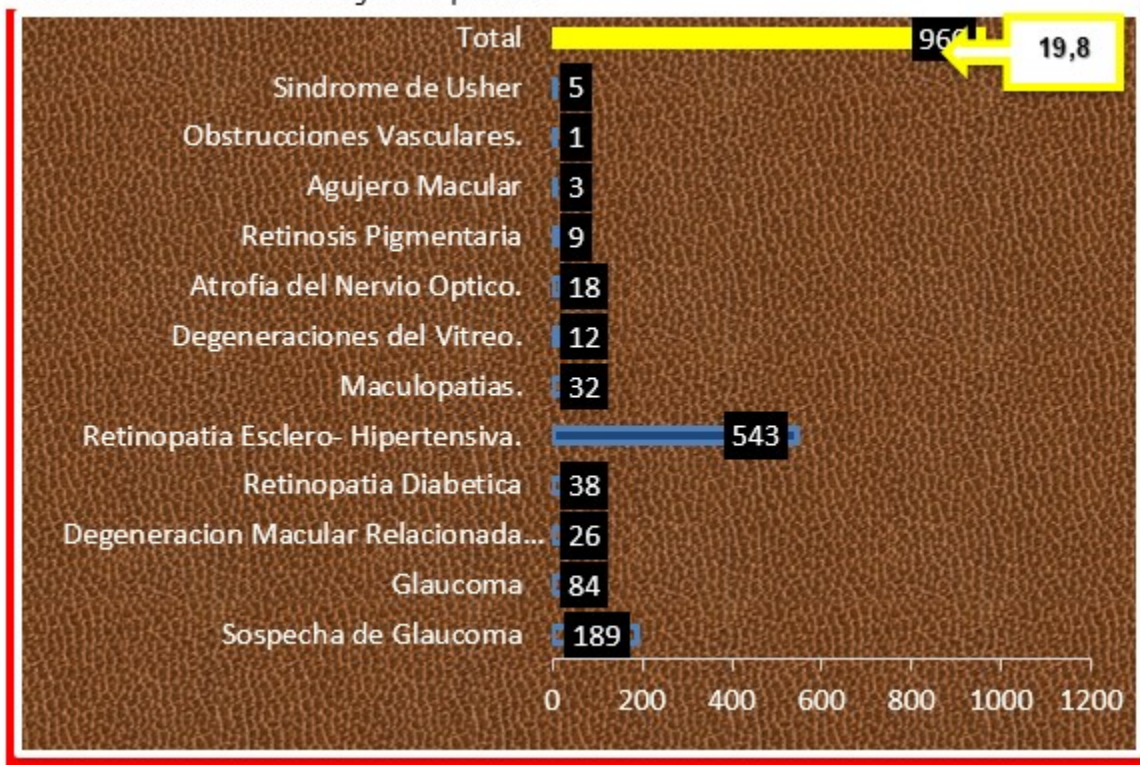 Total 19,8
Sindrome de Usher 5
Obstrucciones Vasculares. 1
Agujero Macular 3
Retinosis Pigmentaria 9
Atrofia del Nervio Optico. 18
Degeneraciones del Vitreo. 12
Maculopatias. 32
Retinopatia Esclero- Hipertensiva. 543
Retinopatia Diabetica 38
Degeneracion Macular Relacionada... 26
Glaucoma 84
Sospecha de Glaucoma 189
0 200 400 600 800 1000 1200